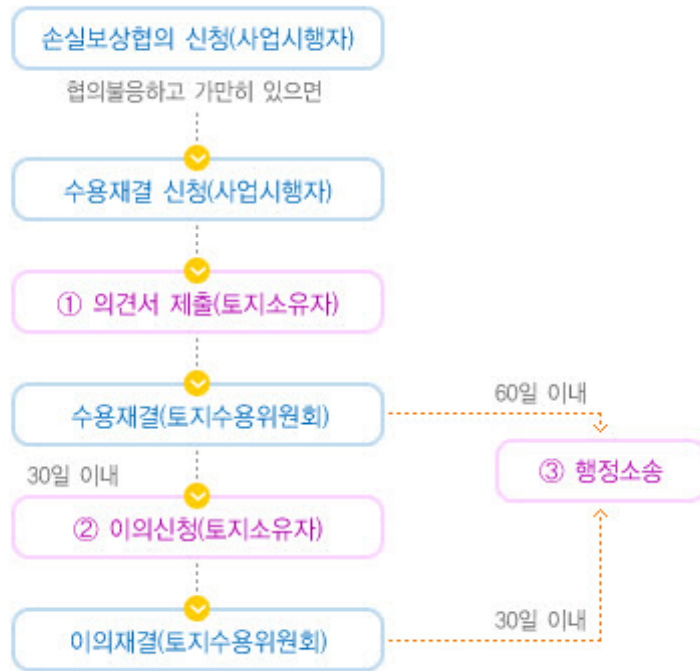 손실보상협의 신청(사업시행자)
협의불응하고 가만히 있으면
수용재결 신청(사업시행자)
① 의견서 제출(토지소유자)
수용재결(토지수용위원회)
60일 이내
30일 이내
③ 행정소송
② 이의신청(토지소유자)
이의재결(토지수용위원회)
30일 이내